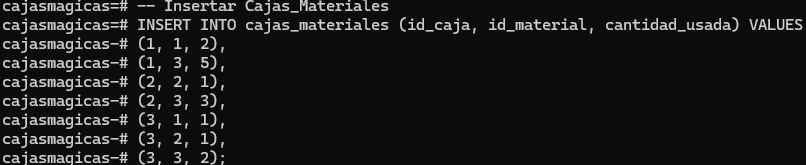 cajasmagicas=# -- Insertar Cajas_Materiales
cajasmagicas=# INSERT INTO cajas_materiales (id_caja, id_material, cantidad_usada) VALUES
cajasmagicas-# (1, 1, 2),
cajasmagicas-# (1, 3, 5),
cajasmagicas-# (2, 2, 1),
cajasmagicas-# (2, 3, 3),
cajasmagicas-# (3, 1, 1),
cajasmagicas-# (3, 2, 1),
cajasmagicas-# (3, 3, 2);